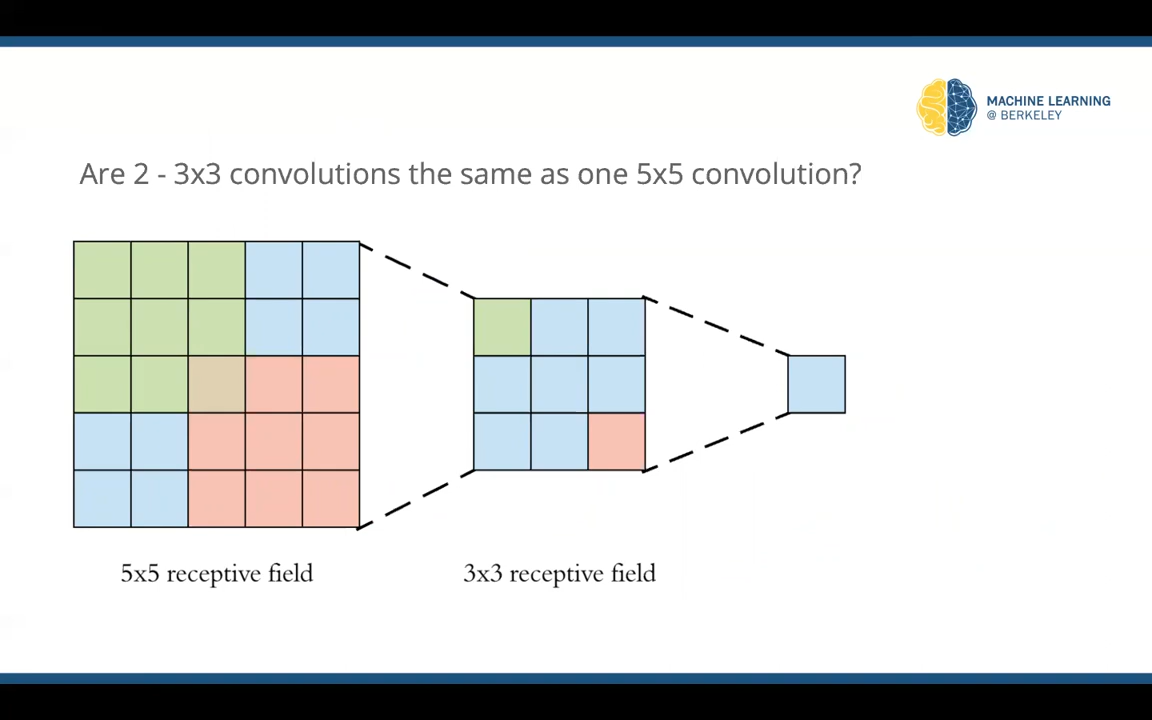 MACHINE LEARNING
@ BERKELEY
Are 2 - 3x3 convolutions the same as one 5x5 convolution?
5x5 receptive field
3x3 receptive field